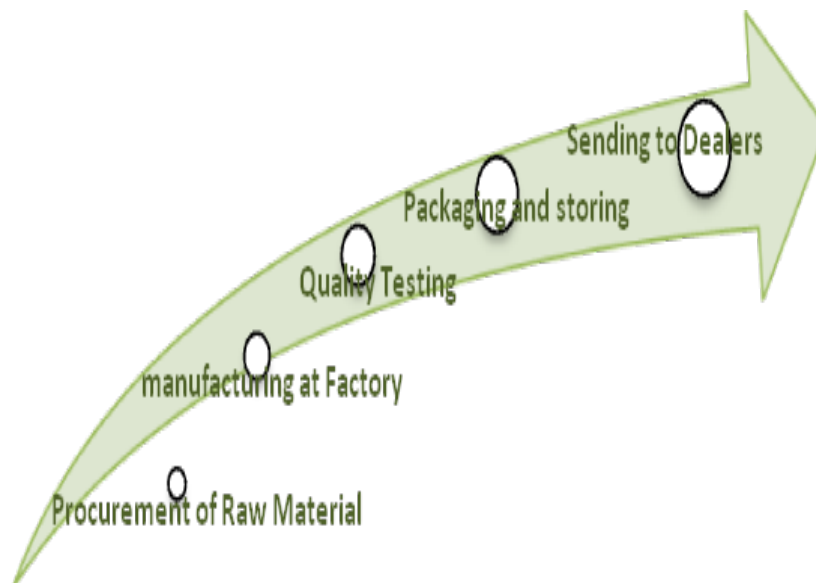 Sending to Dealers
Packaging and storing
Quality Testing
manufacturing at Factory
Procurement of Raw Material